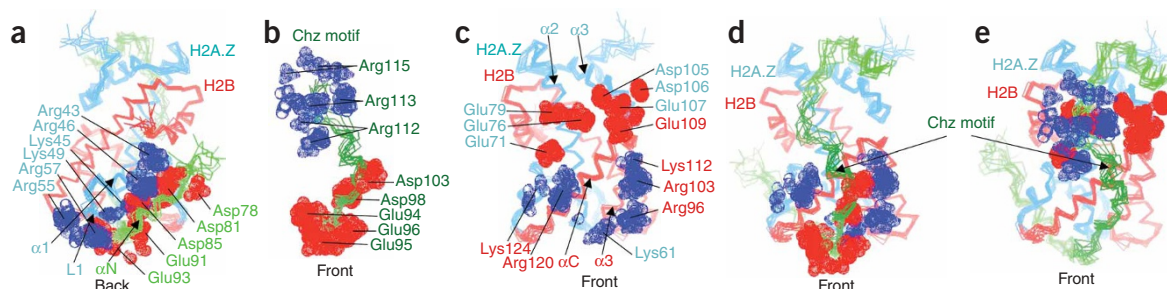 a
H2A.Z
H2B
Arg43
Arg46
Lys45
Lys49
Arg57
Arg55
α1
L1
αN
Back
Glu93
Glu91
Asp85
Asp81
Asp78
b
Chz motif
Arg115
Arg113
Arg112
Asp103
Asp98
Glu94
Glu96
Glu95
Front
c
H2A.Z
α2
α3
H2B
Asp105
Asp106
Glu79
Glu107
Glu76
Glu109
Glu71
Lys112
Arg103
Arg96
Lys124
Arg120
αC
α3
Lys61
Front
d
H2A.Z
H2B
Chz motif
Front
e
H2A.Z
H2B
Front